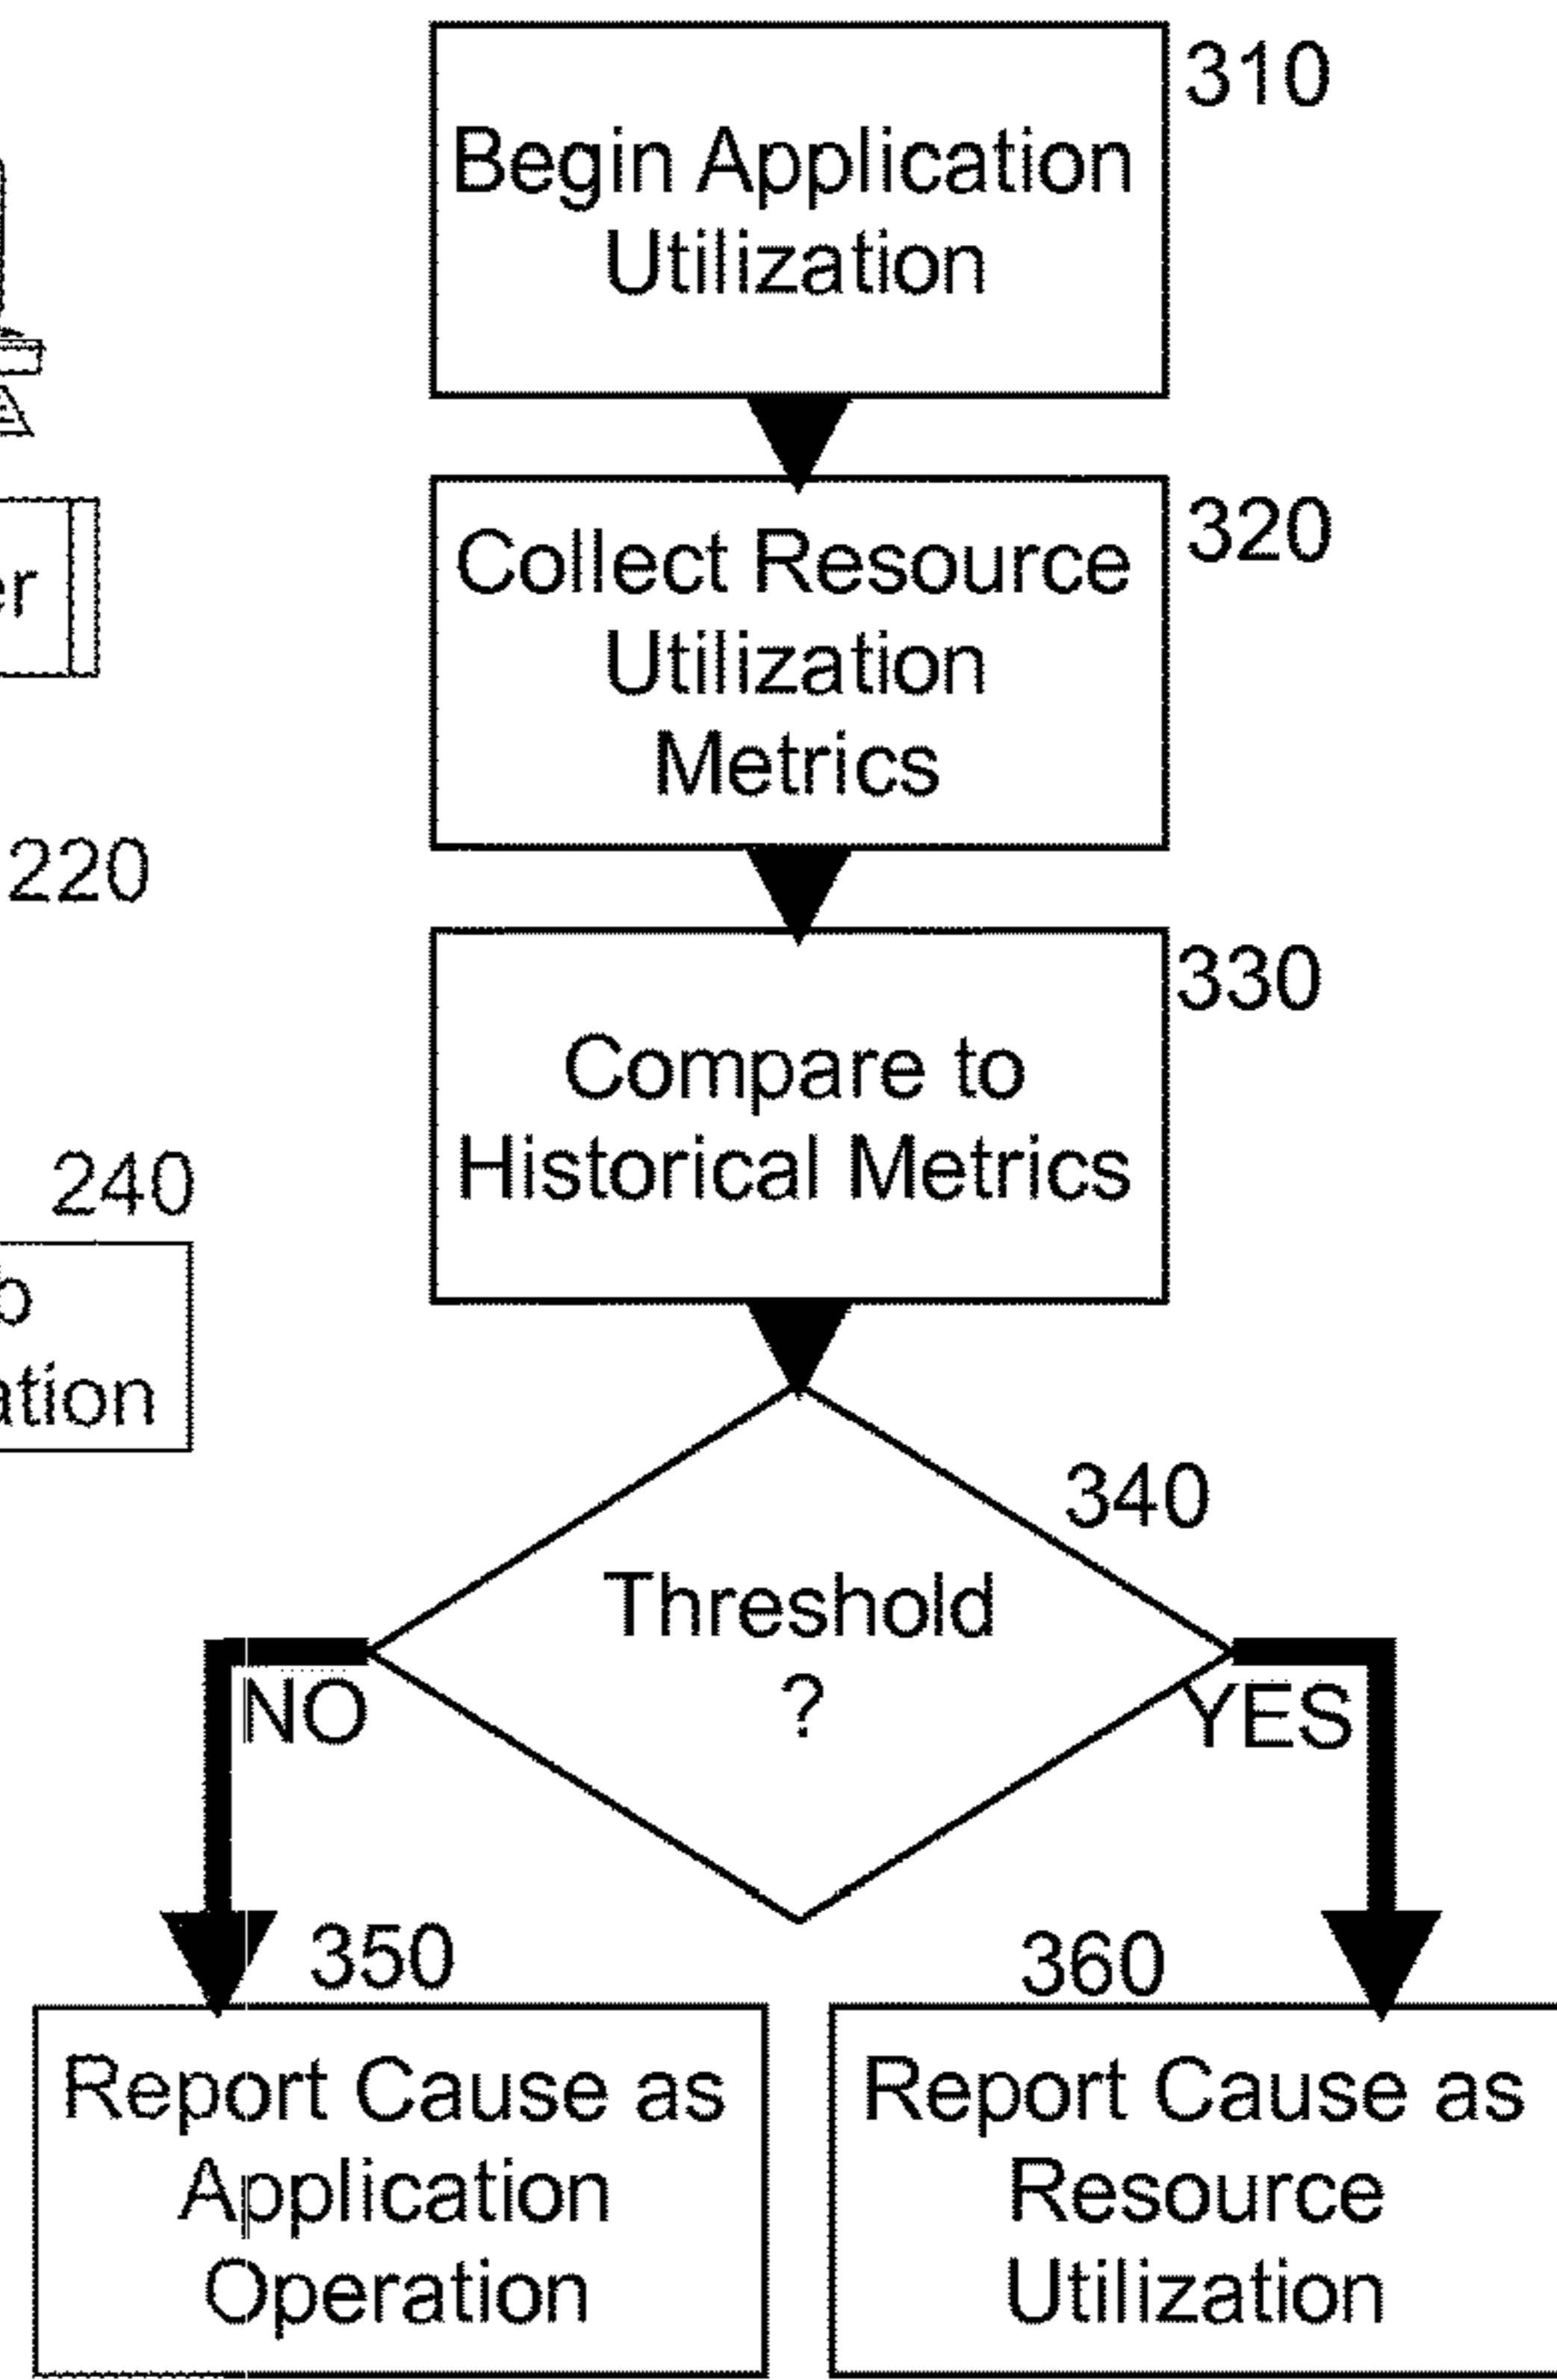 310
Begin Application
Utilization
320
Collect Resource
Utilization
Metrics
220
330
Compare to
Historical Metrics
240
340
Threshold
?
NO
YES
350
360
Report Cause as
Application
Operation
Report Cause as
Resource
Utilization